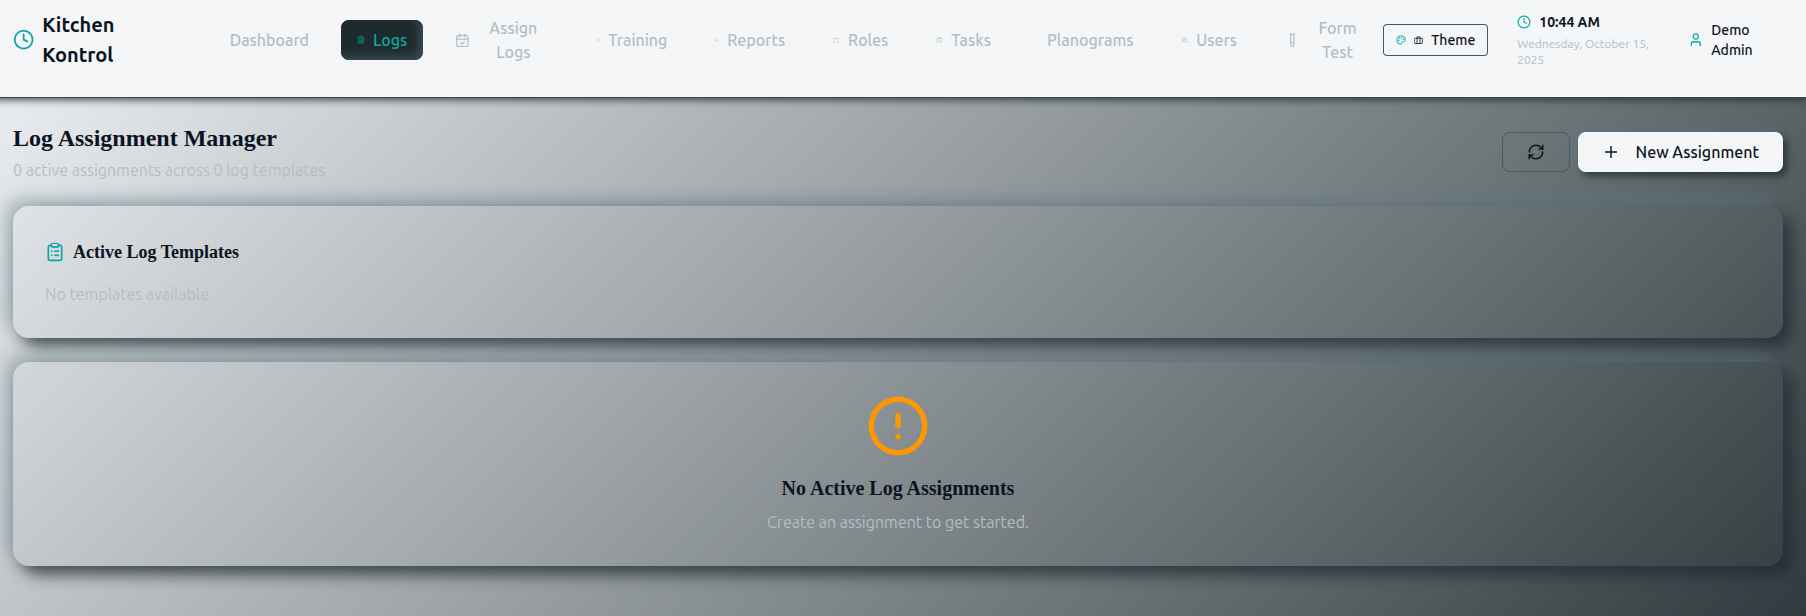 Kitchen
Kontrol
Dashboard
Logs
Assign
Logs
Training
Reports
Roles
Tasks
Planograms
Users
Form
Test
Theme
10:44 AM
Wednesday, October 15,
2025
Demo
Admin
Log Assignment Manager
0 active assignments across 0 log templates
New Assignment
Active Log Templates
No templates available
No Active Log Assignments
Create an assignment to get started.